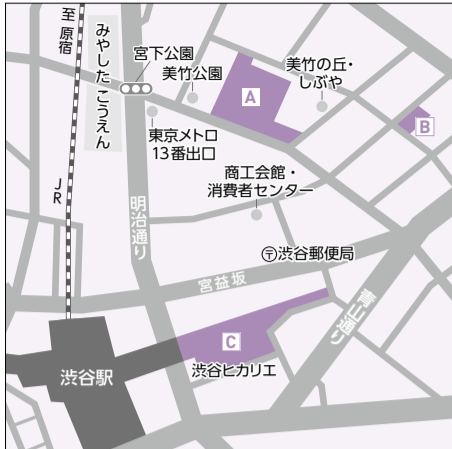 至 原宿
みやした こうえん
宮下公園
美竹公園
美竹の丘・
しぶや
A
B
東京メトロ
13番出口
商工会館・
消費者センター
JR
明治通り
〒渋谷郵便局
宮益坂
青山通り
C
渋谷ヒカリエ
渋谷駅